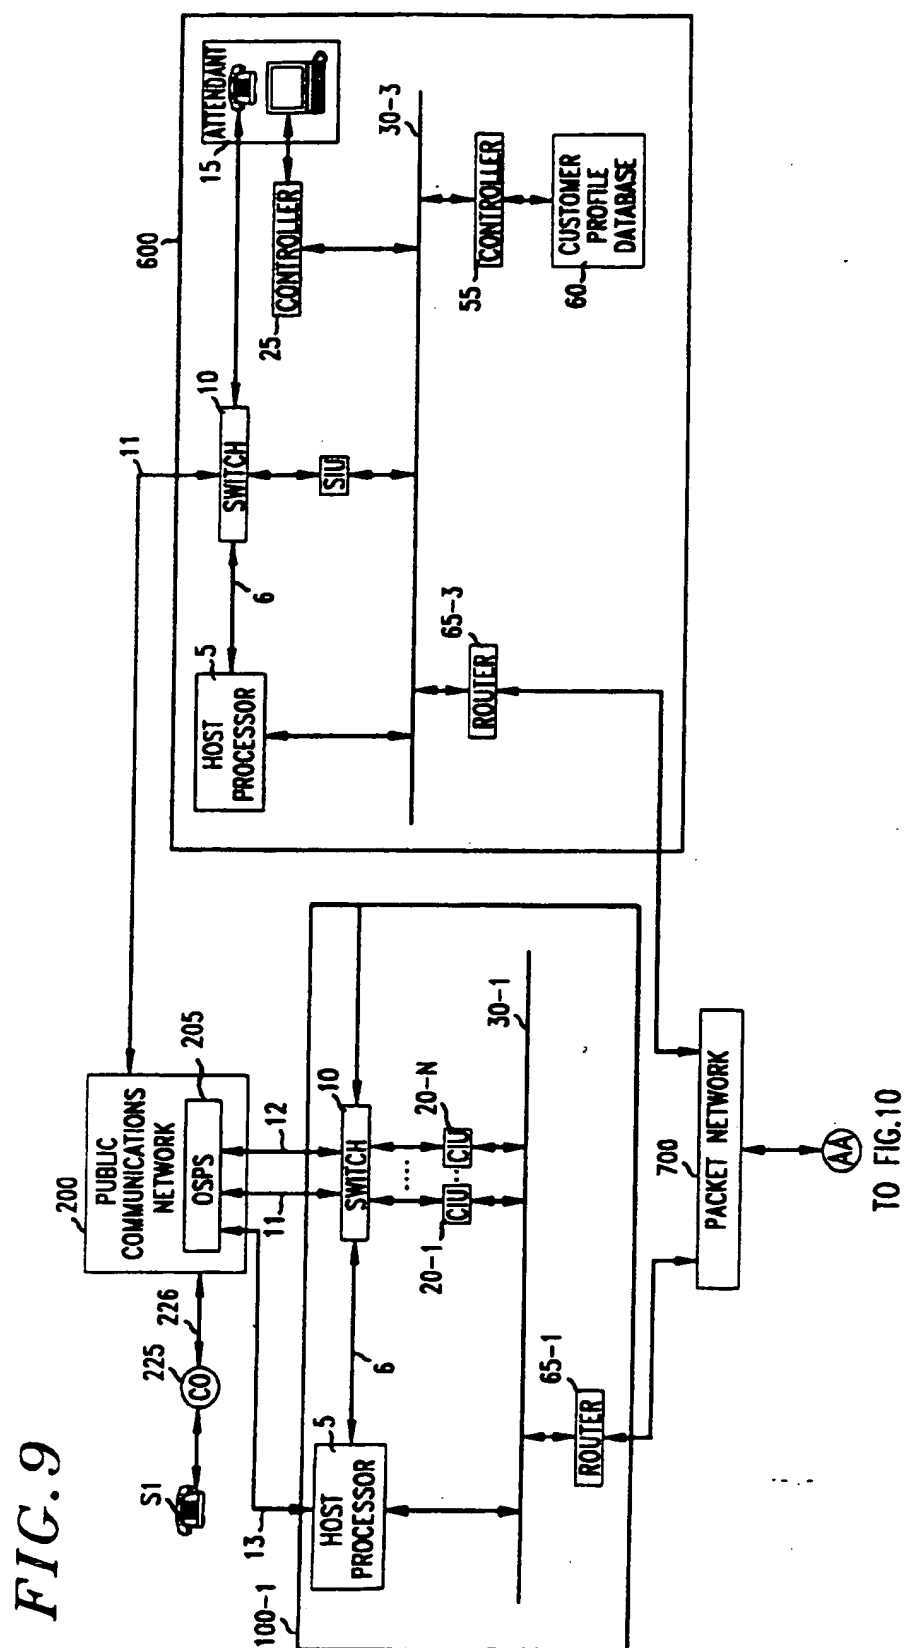 FIG.9
S1
225
CO
226
200
PUBLIC
COMMUNICATIONS
NETWORK
205
OSPS
11
13
11
12
100-1
5
HOST
PROCESSOR
6
10
SWITCH
....
20-1
CIU
..
20-N
CIU
30-1
65-1
ROUTER
600
5
HOST
PROCESSOR
6
10
SWITCH
SIU
15
ATTENDANT
25
CONTROLLER
30-3
65-3
ROUTER
55
CONTROLLER
60
CUSTOMER
PROFILE
DATABASE
700
PACKET NETWORK
AA
TO FIG.10